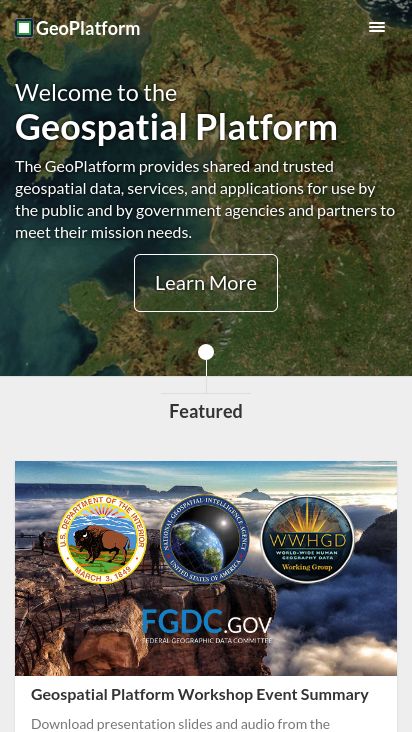 GeoPlatform
Welcome to the
Geospatial Platform
The GeoPlatform provides shared and trusted
geospatial data, services, and applications for use by
the public and by government agencies and partners to
meet their mission needs.
Learn More
Featured
U.S. DEPARTMENT OF THE INTERIOR
MARCH 3, 1849
NATIONAL GEOSPATIAL-INTELLIGENCE AGENCY
UNITED STATES OF AMERICA
WWHGD
WORLD-WIDE HUMAN
GEOGRAPHY DATA
Working Group
FGDC.GOV
FEDERAL GEOGRAPHIC DATA COMMITTEE
Geospatial Platform Workshop Event Summary
Download presentation slides and audio from the